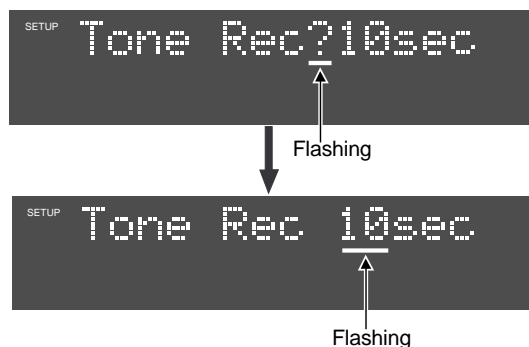 SETUP
Tone Rec?10sec
Flashing
SETUP
Tone Rec 10sec
Flashing